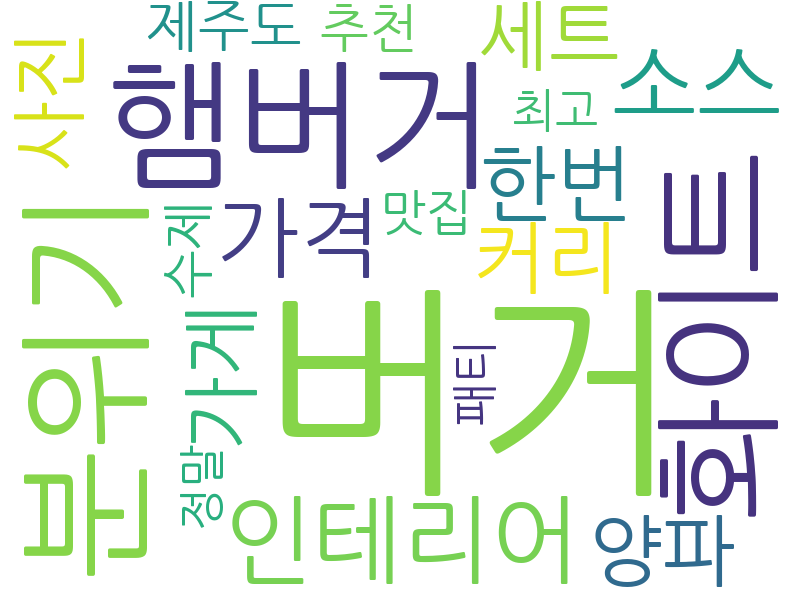 제주도
추천
세트
사진
햄버거
소스
최고
한번
화이트
분위기
수제
가격
맛집
커리
가게
버거
패티
정말
인테리어
양파